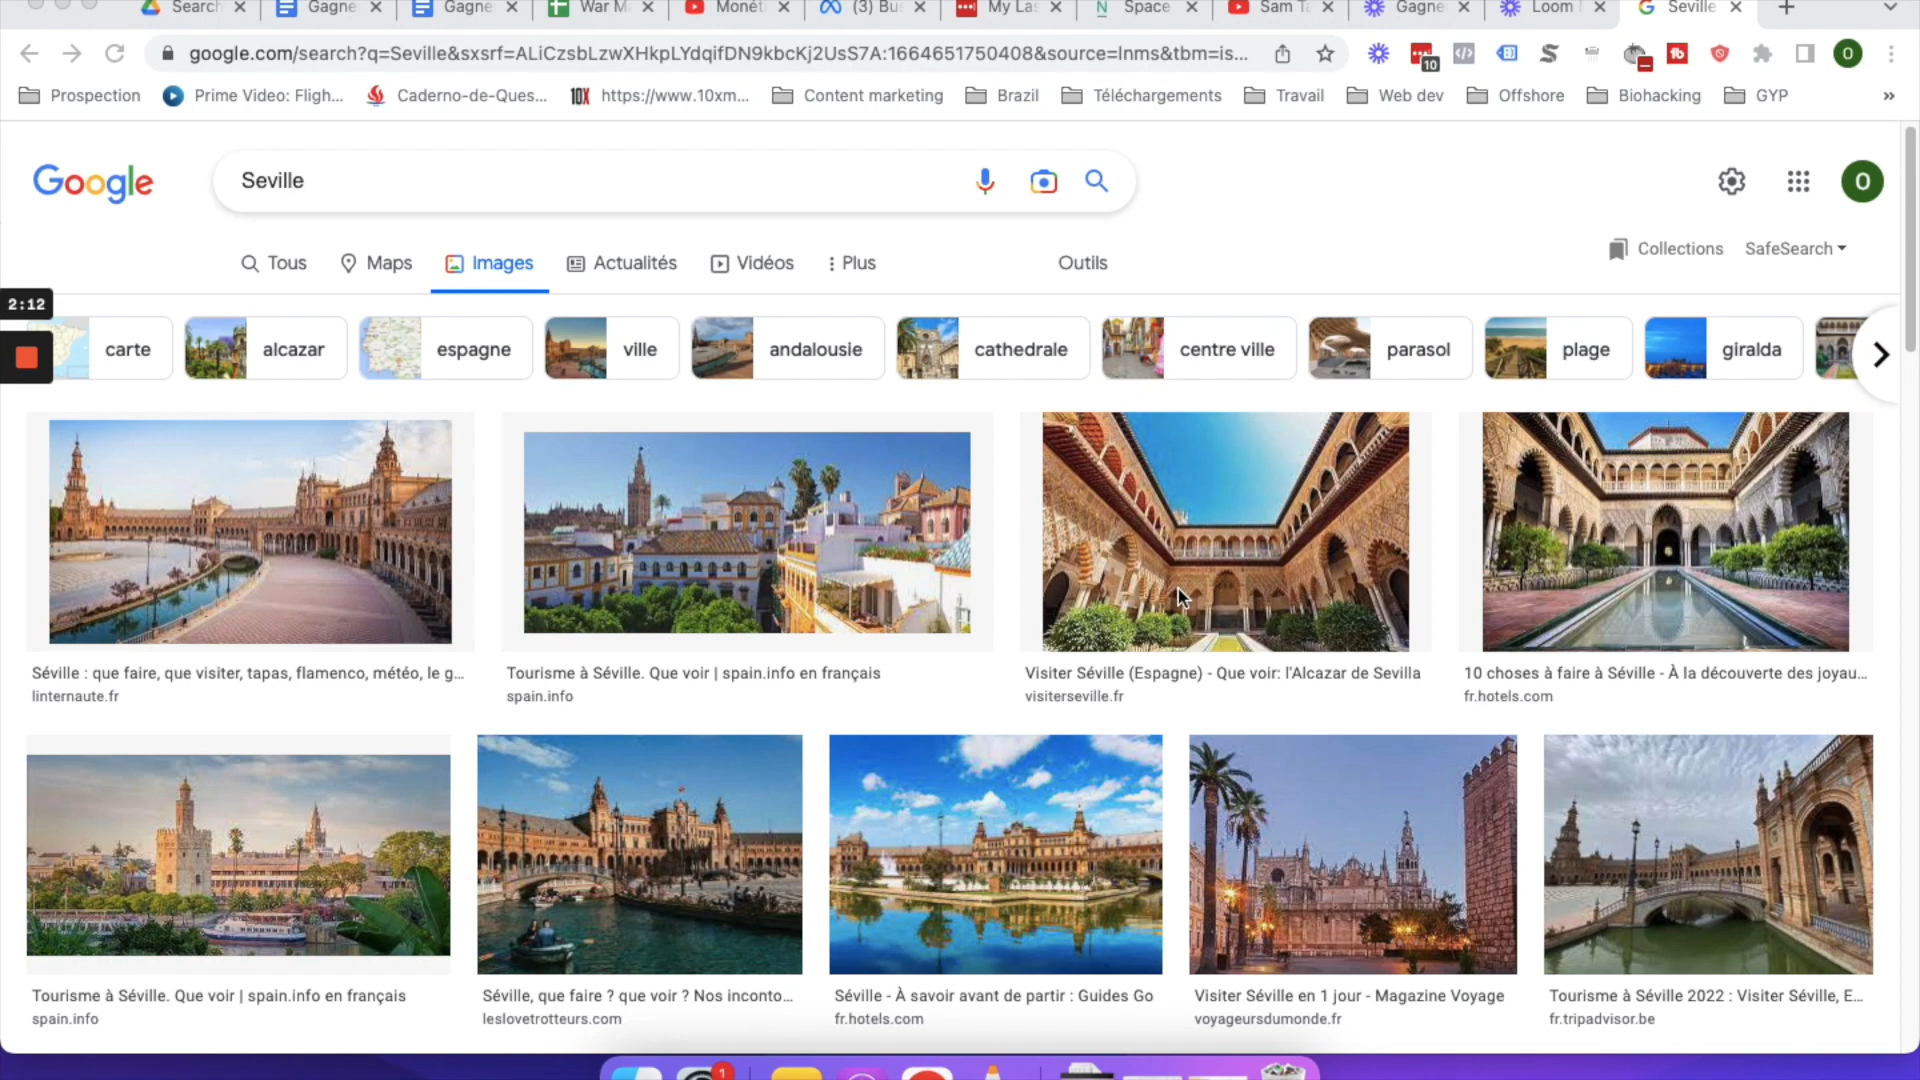 Search
Gagne
Gagne
War M
Monéti
(3) Bu
My Las
Space
Sam T
Gagne
Loom
Seville
google.com/search?q=Seville&sxsrf=ALiCzsbLzwXHkpLYdqifDN9kbcKj2UsS7A:1664651750408&source=lnms&tbm=is...
10
O
Prospection
Prime Video: Fligh...
Caderno-de-Ques...
10X https://www.10xm...
Content marketing
Brazil
Téléchargements
Travail
Web dev
Offshore
Biohacking
GYP
»
Google
Seville
O
Tous
Maps
Images
Actualités
Vidéos
Plus
Outils
Collections
SafeSearch
2:12
carte
alcazar
espagne
ville
andalousie
cathedrale
centre ville
parasol
plage
giralda
Séville : que faire, que visiter, tapas, flamenco, météo, le g...
linternaute.fr
Tourisme à Séville. Que voir | spain.info en français
spain.info
Visiter Séville (Espagne) - Que voir: l'Alcazar de Sevilla
visiterseville.fr
10 choses à faire à Séville - À la découverte des joyau...
fr.hotels.com
Tourisme à Séville. Que voir | spain.info en français
spain.info
Séville, que faire ? que voir ? Nos inconto...
leslovetrotteurs.com
Séville - À savoir avant de partir : Guides Go
fr.hotels.com
Visiter Séville en 1 jour - Magazine Voyage
voyageursdumonde.fr
Tourisme à Séville 2022 : Visiter Séville, E...
fr.tripadvisor.be
1